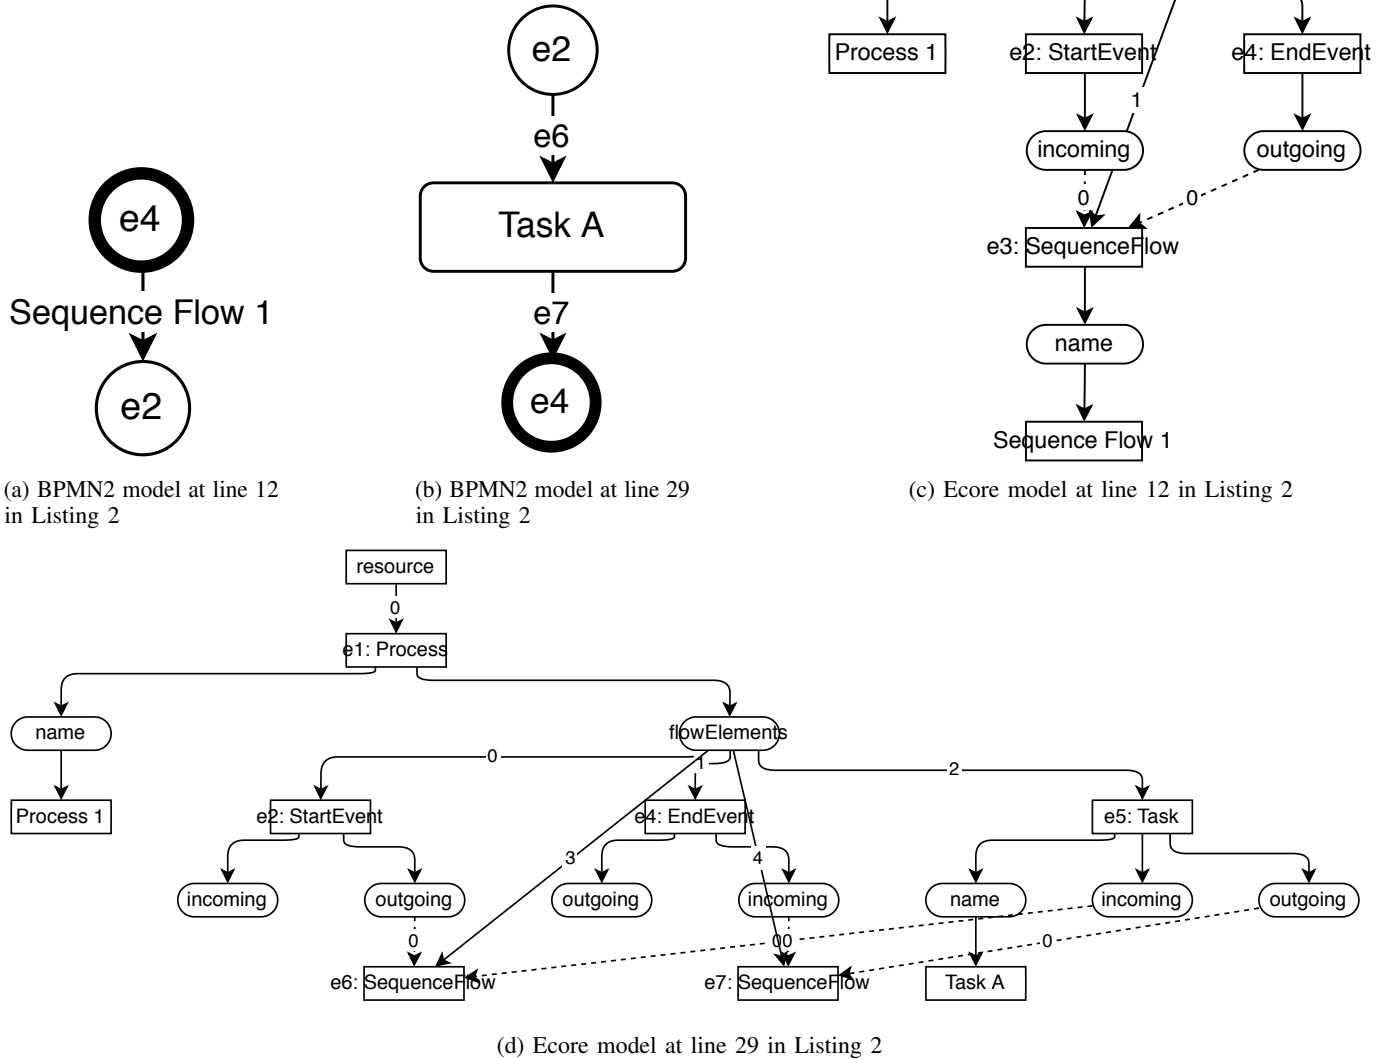 e4
Sequence Flow 1
e2
(a) BPMN2 model at line 12
in Listing 2
e2
e6
Task A
e7
e4
(b) BPMN2 model at line 29
in Listing 2
Process 1
e2: StartEvent
e4: EndEvent
1
incoming
outgoing
0
0
e3: SequenceFlow
name
Sequence Flow 1
(c) Ecore model at line 12 in Listing 2
resource
0
e1: Process
name
flowElements
0
1
2
Process 1
e2: StartEvent
e4: EndEvent
e5: Task
3
4
incoming
outgoing
outgoing
incoming
name
incoming
outgoing
0
0
0
0
e6: SequenceFlow
e7: SequenceFlow
Task A
(d) Ecore model at line 29 in Listing 2